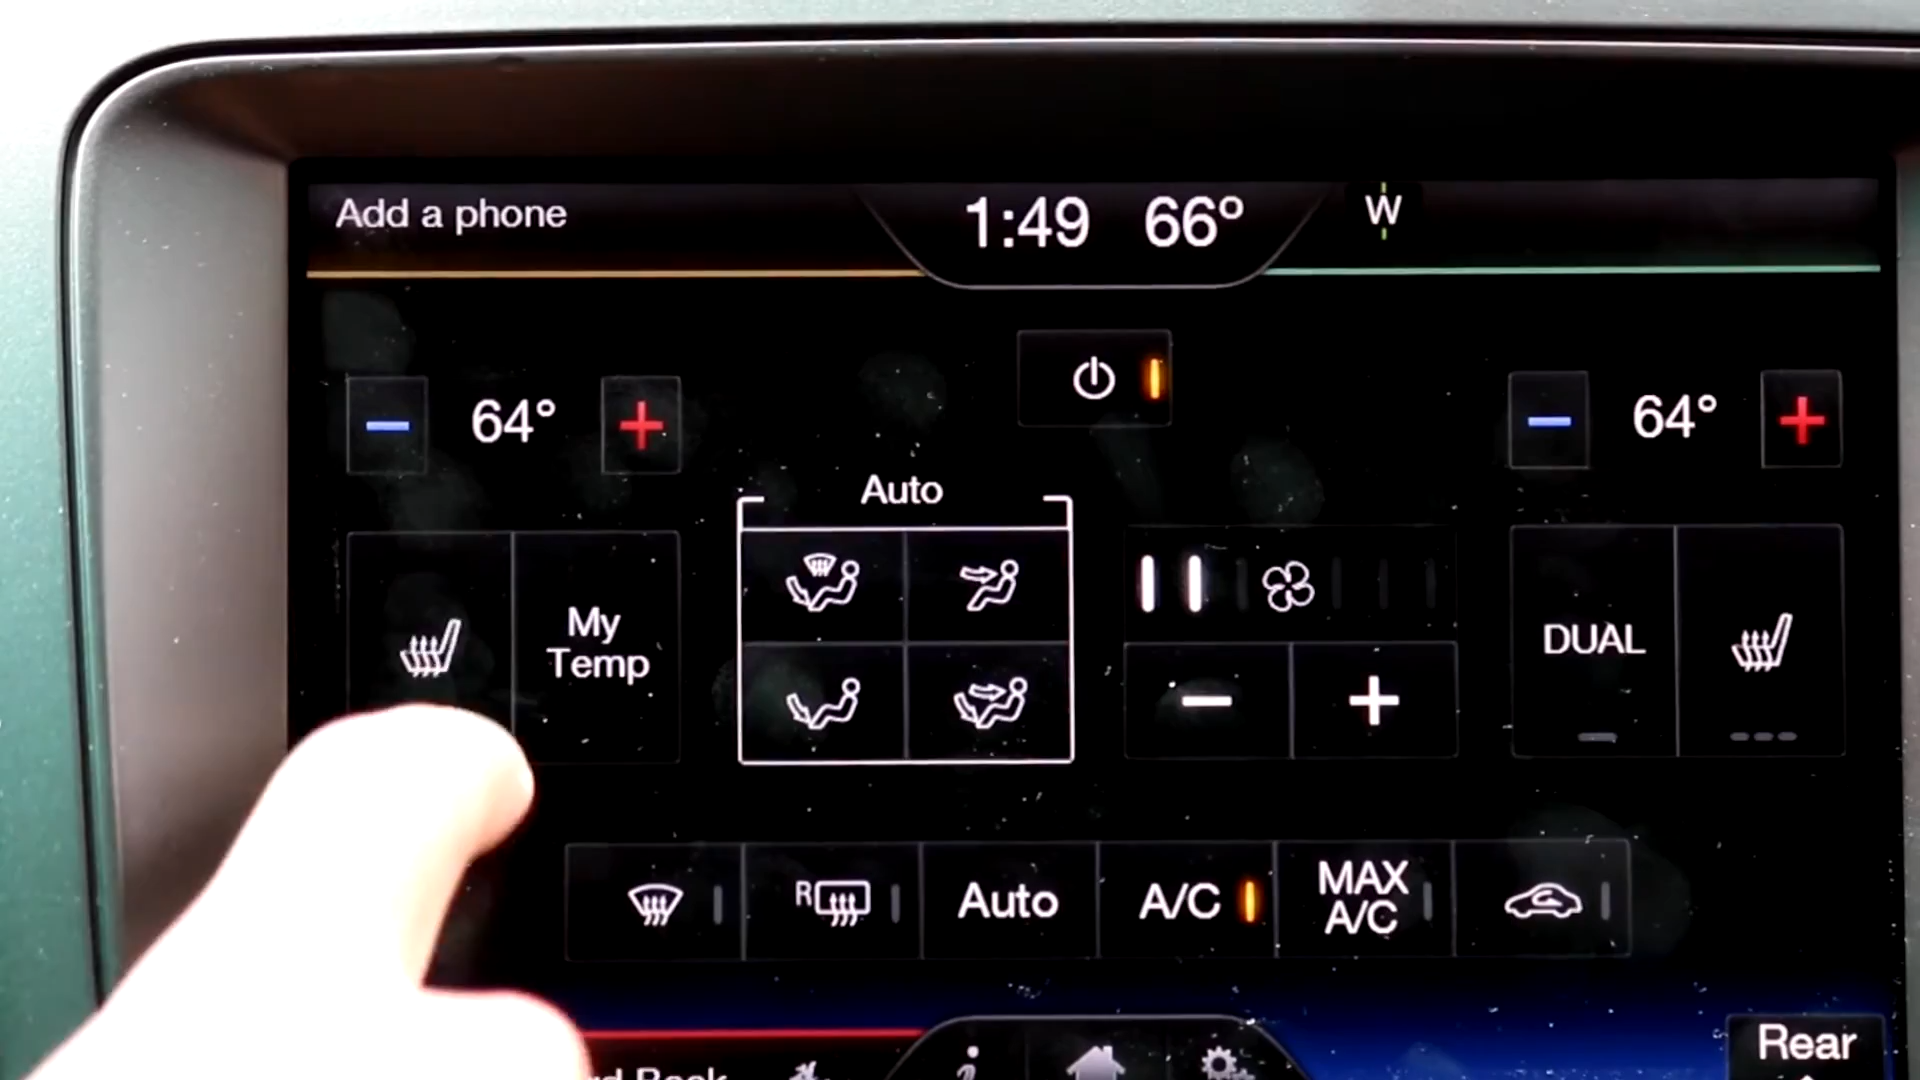 Add a phone
1:49 66°
W
64°
64°
Auto
My
Temp
DUAL
R
Auto
A/C
MAX
A/C
Rear